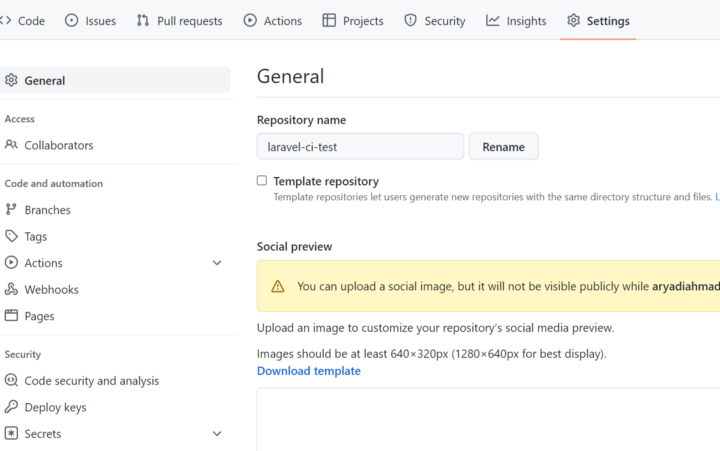 Code Issues Pull requests Actions Projects Security Insights Settings
General
Access
Collaborators
Code and automation
Branches
Tags
Actions
Webhooks
Pages
Security
Code security and analysis
Deploy keys
Secrets
General
Repository name
laravel-ci-test Rename
Template repository
Template repositories let users generate new repositories with the same directory structure and files.
Social preview
You can upload a social image, but it will not be visible publicly while aryadiahmad
Upload an image to customize your repository’s social media preview.
Images should be at least 640×320px (1280×640px for best display).
Download template